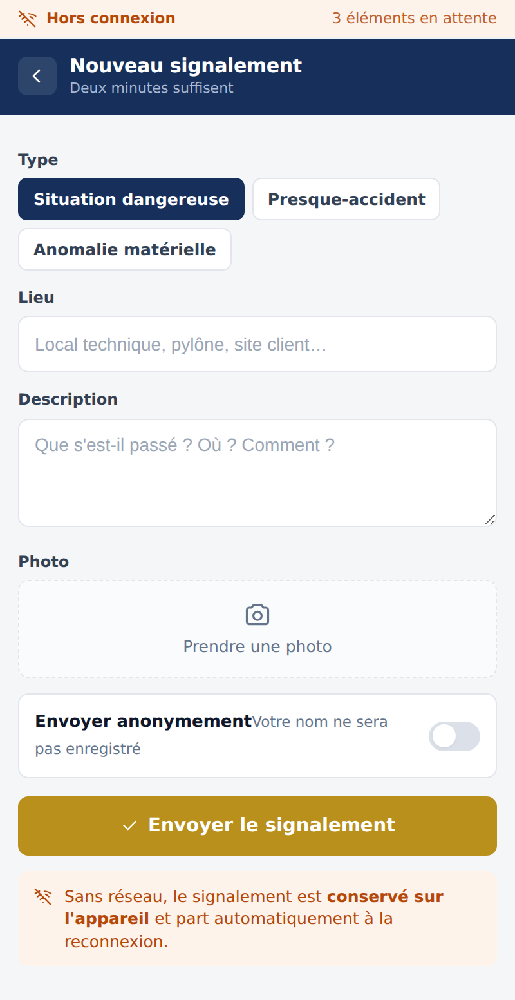 Hors connexion 3 éléments en attente
Nouveau signalement
Deux minutes suffisent
Type
Situation dangereuse Presque-accident
Anomalie matérielle
Lieu
Local technique, pylône, site client…
Description
Que s'est-il passé ? Où ? Comment ?
Photo
Prendre une photo
Envoyer anonymementVotre nom ne sera
pas enregistré
Envoyer le signalement
Sans réseau, le signalement est conservé sur
l'appareil et part automatiquement à la
reconnexion.